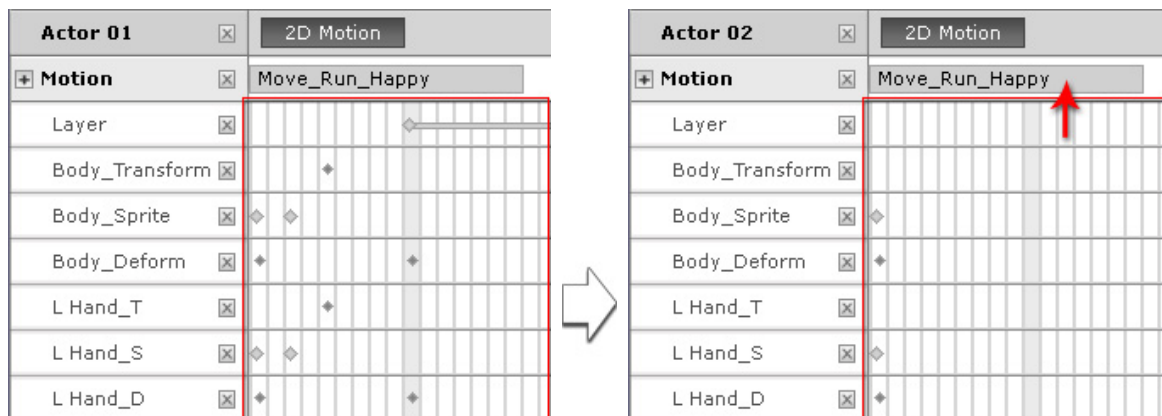 Actor 01
2D Motion
Motion
Move_Run_Happy
Layer
Body_Transform
Body_Sprite
Body_Deform
L Hand_T
L Hand_S
L Hand_D
Actor 02
2D Motion
Motion
Move_Run_Happy
Layer
Body_Transform
Body_Sprite
Body_Deform
L Hand_T
L Hand_S
L Hand_D